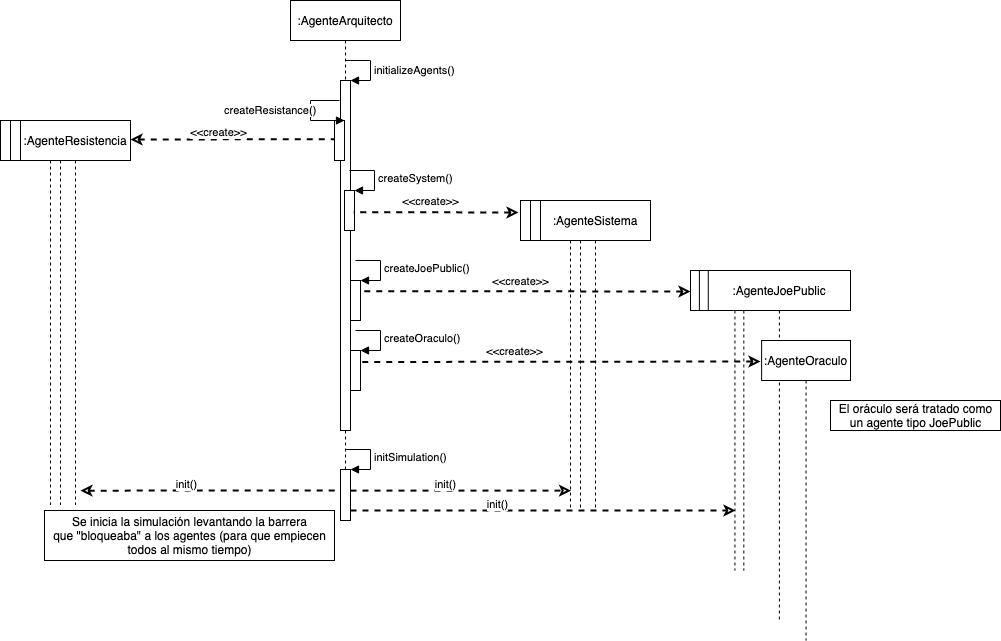 :AgenteArquitecto
initializeAgents()
createResistance()
:AgenteResistencia
<<create>>
createSystem()
<<create>>
:AgenteSistema
createJoePublic()
<<create>>
:AgenteJoePublic
createOraculo()
<<create>>
:AgenteOraculo
El oráculo será tratado como
un agente tipo JoePublic
initSimulation()
init()
init()
init()
Se inicia la simulación levantando la barrera
que "bloqueaba" a los agentes (para que empiecen
todos al mismo tiempo)